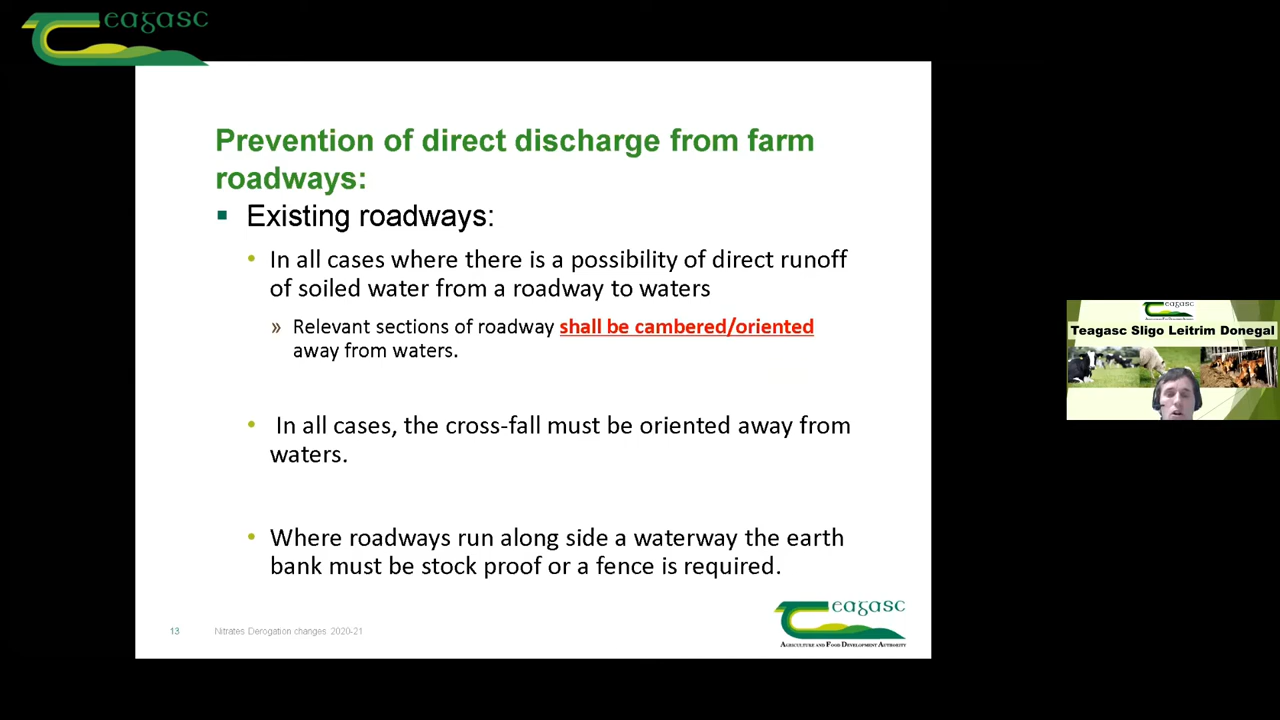 eagasc
Prevention of direct discharge from farm
roadways:
Existing roadways:
In all cases where there is a possibility of direct runoff
of soiled water from a roadway to waters
» Relevant sections of roadway shall be cambered/oriented
away from waters.
In all cases, the cross-fall must be oriented away from
waters.
Where roadways run along side a waterway the earth
bank must be stock proof or a fence is required.
13 Nitrates Derogation changes 2020-21
eagasc
AGRICULTURE AND FOOD DEVELOPMENT AUTHORITY
eagasc
Teagasc Sligo Leitrim Donegal